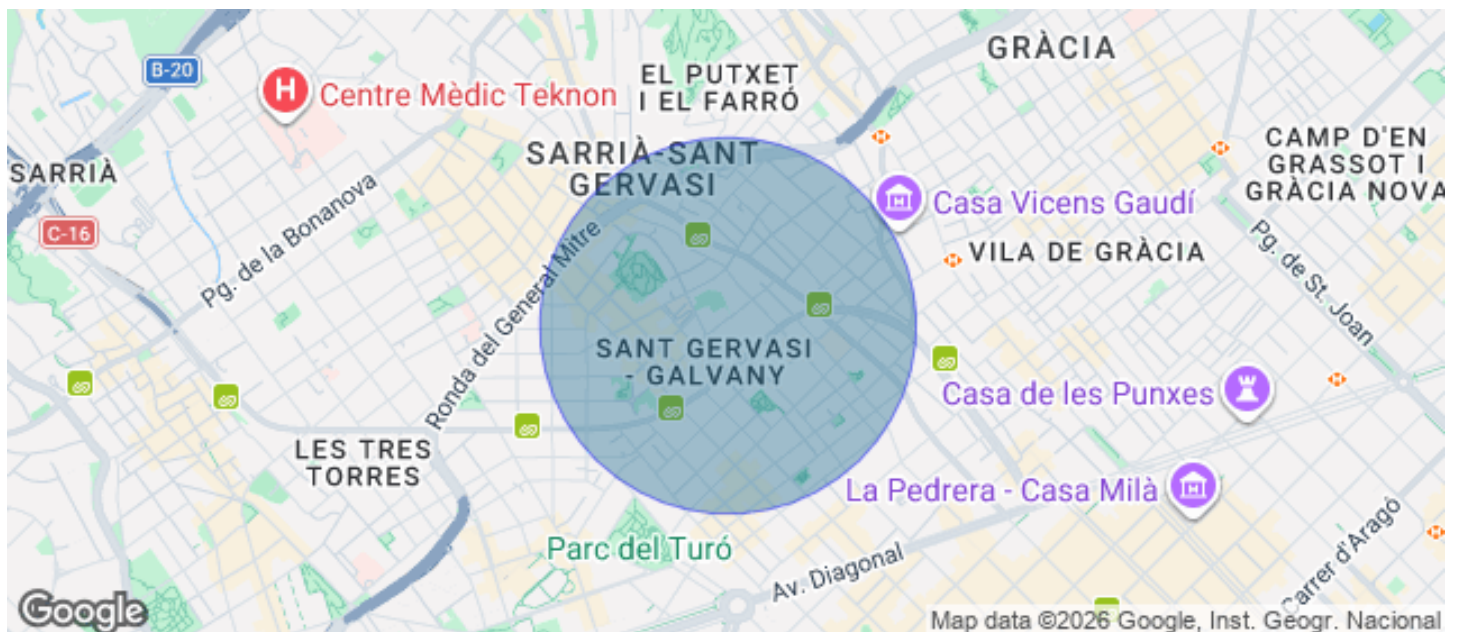 GRÀCIA
EL PUTXET
I EL FARRÓ
B-20
Centre Mèdic Teknon
CAMP D'EN
GRASSOT I
GRÀCIA NOVA
SARRIÀ-SANT
GERVASI
SARRIÀ
Casa Vicens Gaudí
C-16
Pg. de la Bonanova
VILA DE GRÀCIA
Pg. de St. Joan
Ronda del General Mitre
SANT GERVASI
- GALVANY
Casa de les Punxes
LES TRES
TORRES
La Pedrera - Casa Milà
Parc del Turó
Av. Diagonal
Carrer d'Aragó
Google
Map data ©2026 Google, Inst. Geogr. Nacional